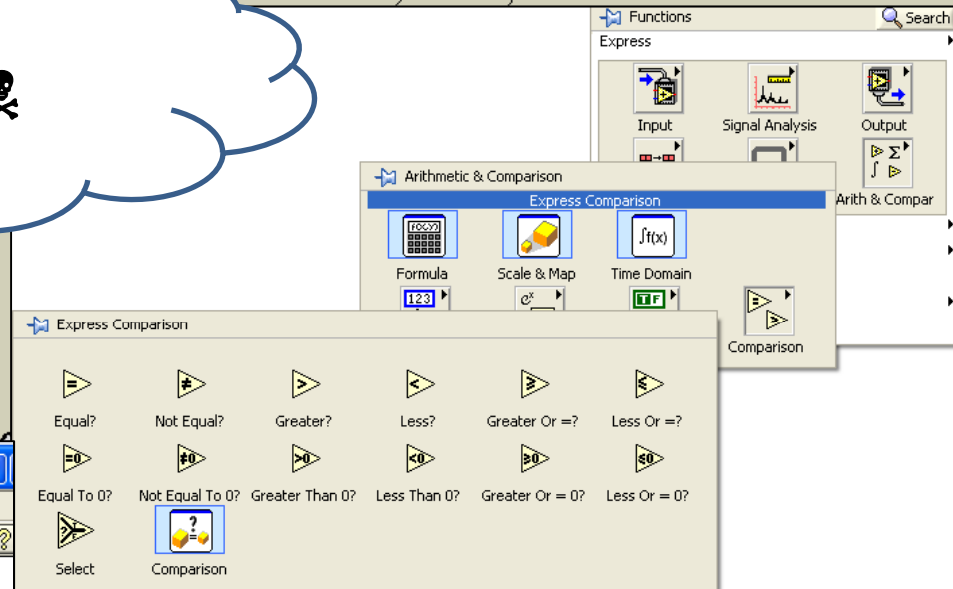 Functions
Search
Express
Input
Signal Analysis
Output
Arith & Compar
Arithmetic & Comparison
Express Comparison
Formula
Scale & Map
Time Domain
Comparison
Express Comparison
Equal?
Not Equal?
Greater?
Less?
Greater Or =?
Less Or =?
Equal To 0?
Not Equal To 0?
Greater Than 0?
Less Than 0?
Greater Or = 0?
Less Or = 0?
Select
Comparison